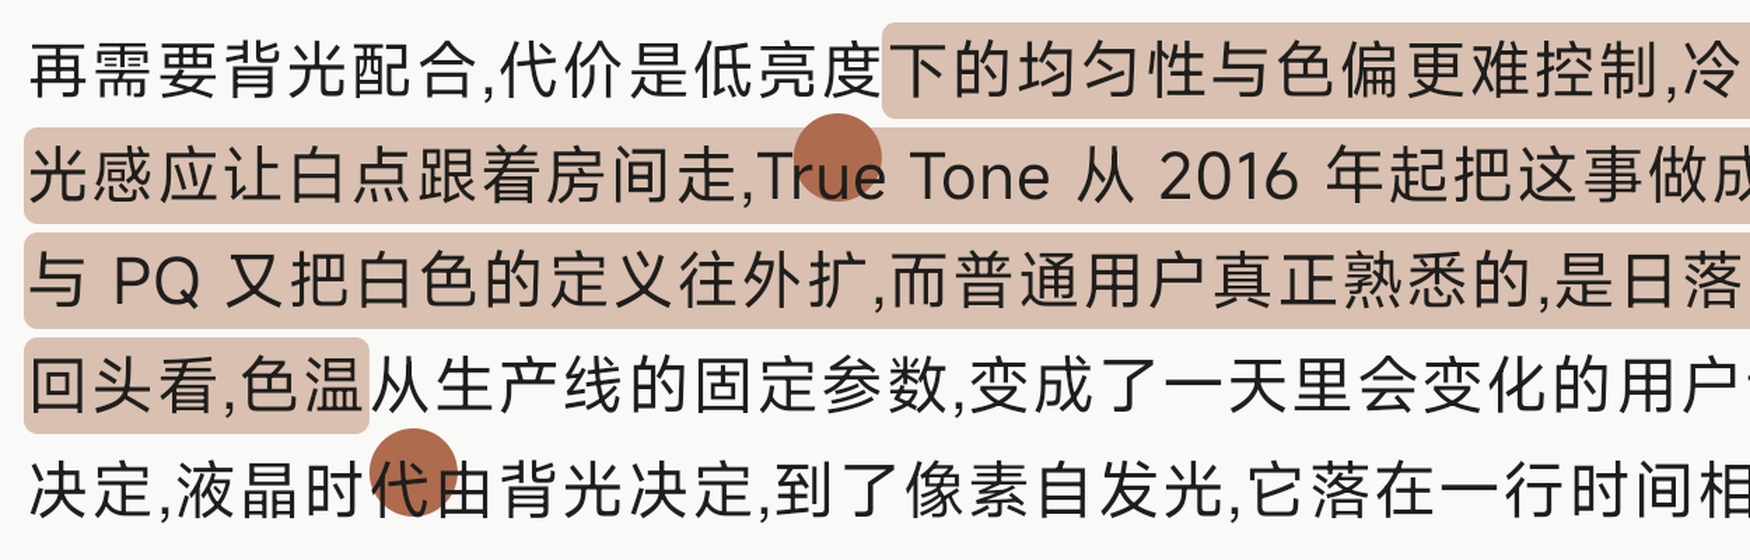 再需要背光配合,代价是低亮度下的均匀性与色偏更难控制,冷
光感应让白点跟着房间走,True Tone 从 2016 年起把这事做成
与 PQ 又把白色的定义往外扩,而普通用户真正熟悉的,是日落
回头看,色温从生产线的固定参数,变成了一天里会变化的用户
决定,液晶时代由背光决定,到了像素自发光,它落在一行时间相